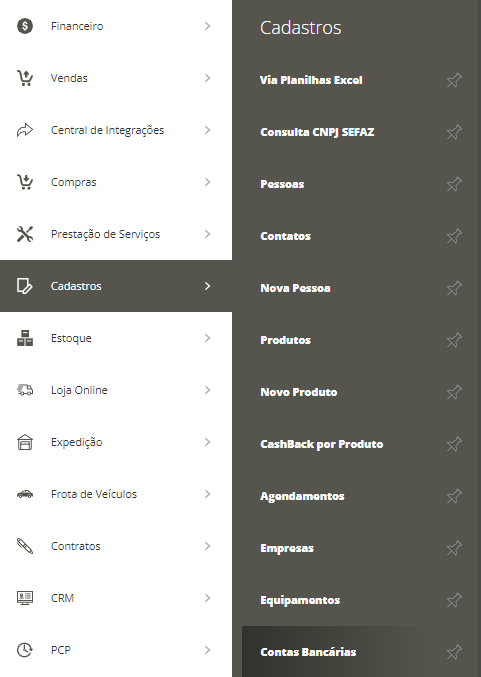 Financeiro
Vendas
Central de Integrações
Compras
Prestação de Serviços
Cadastros
Estoque
Loja Online
Expedição
Frota de Veículos
Contratos
CRM
PCP
Cadastros
Via Planilhas Excel
Consulta CNPJ SEFAZ
Pessoas
Contatos
Nova Pessoa
Produtos
Novo Produto
CashBack por Produto
Agendamentos
Empresas
Equipamentos
Contas Bancárias